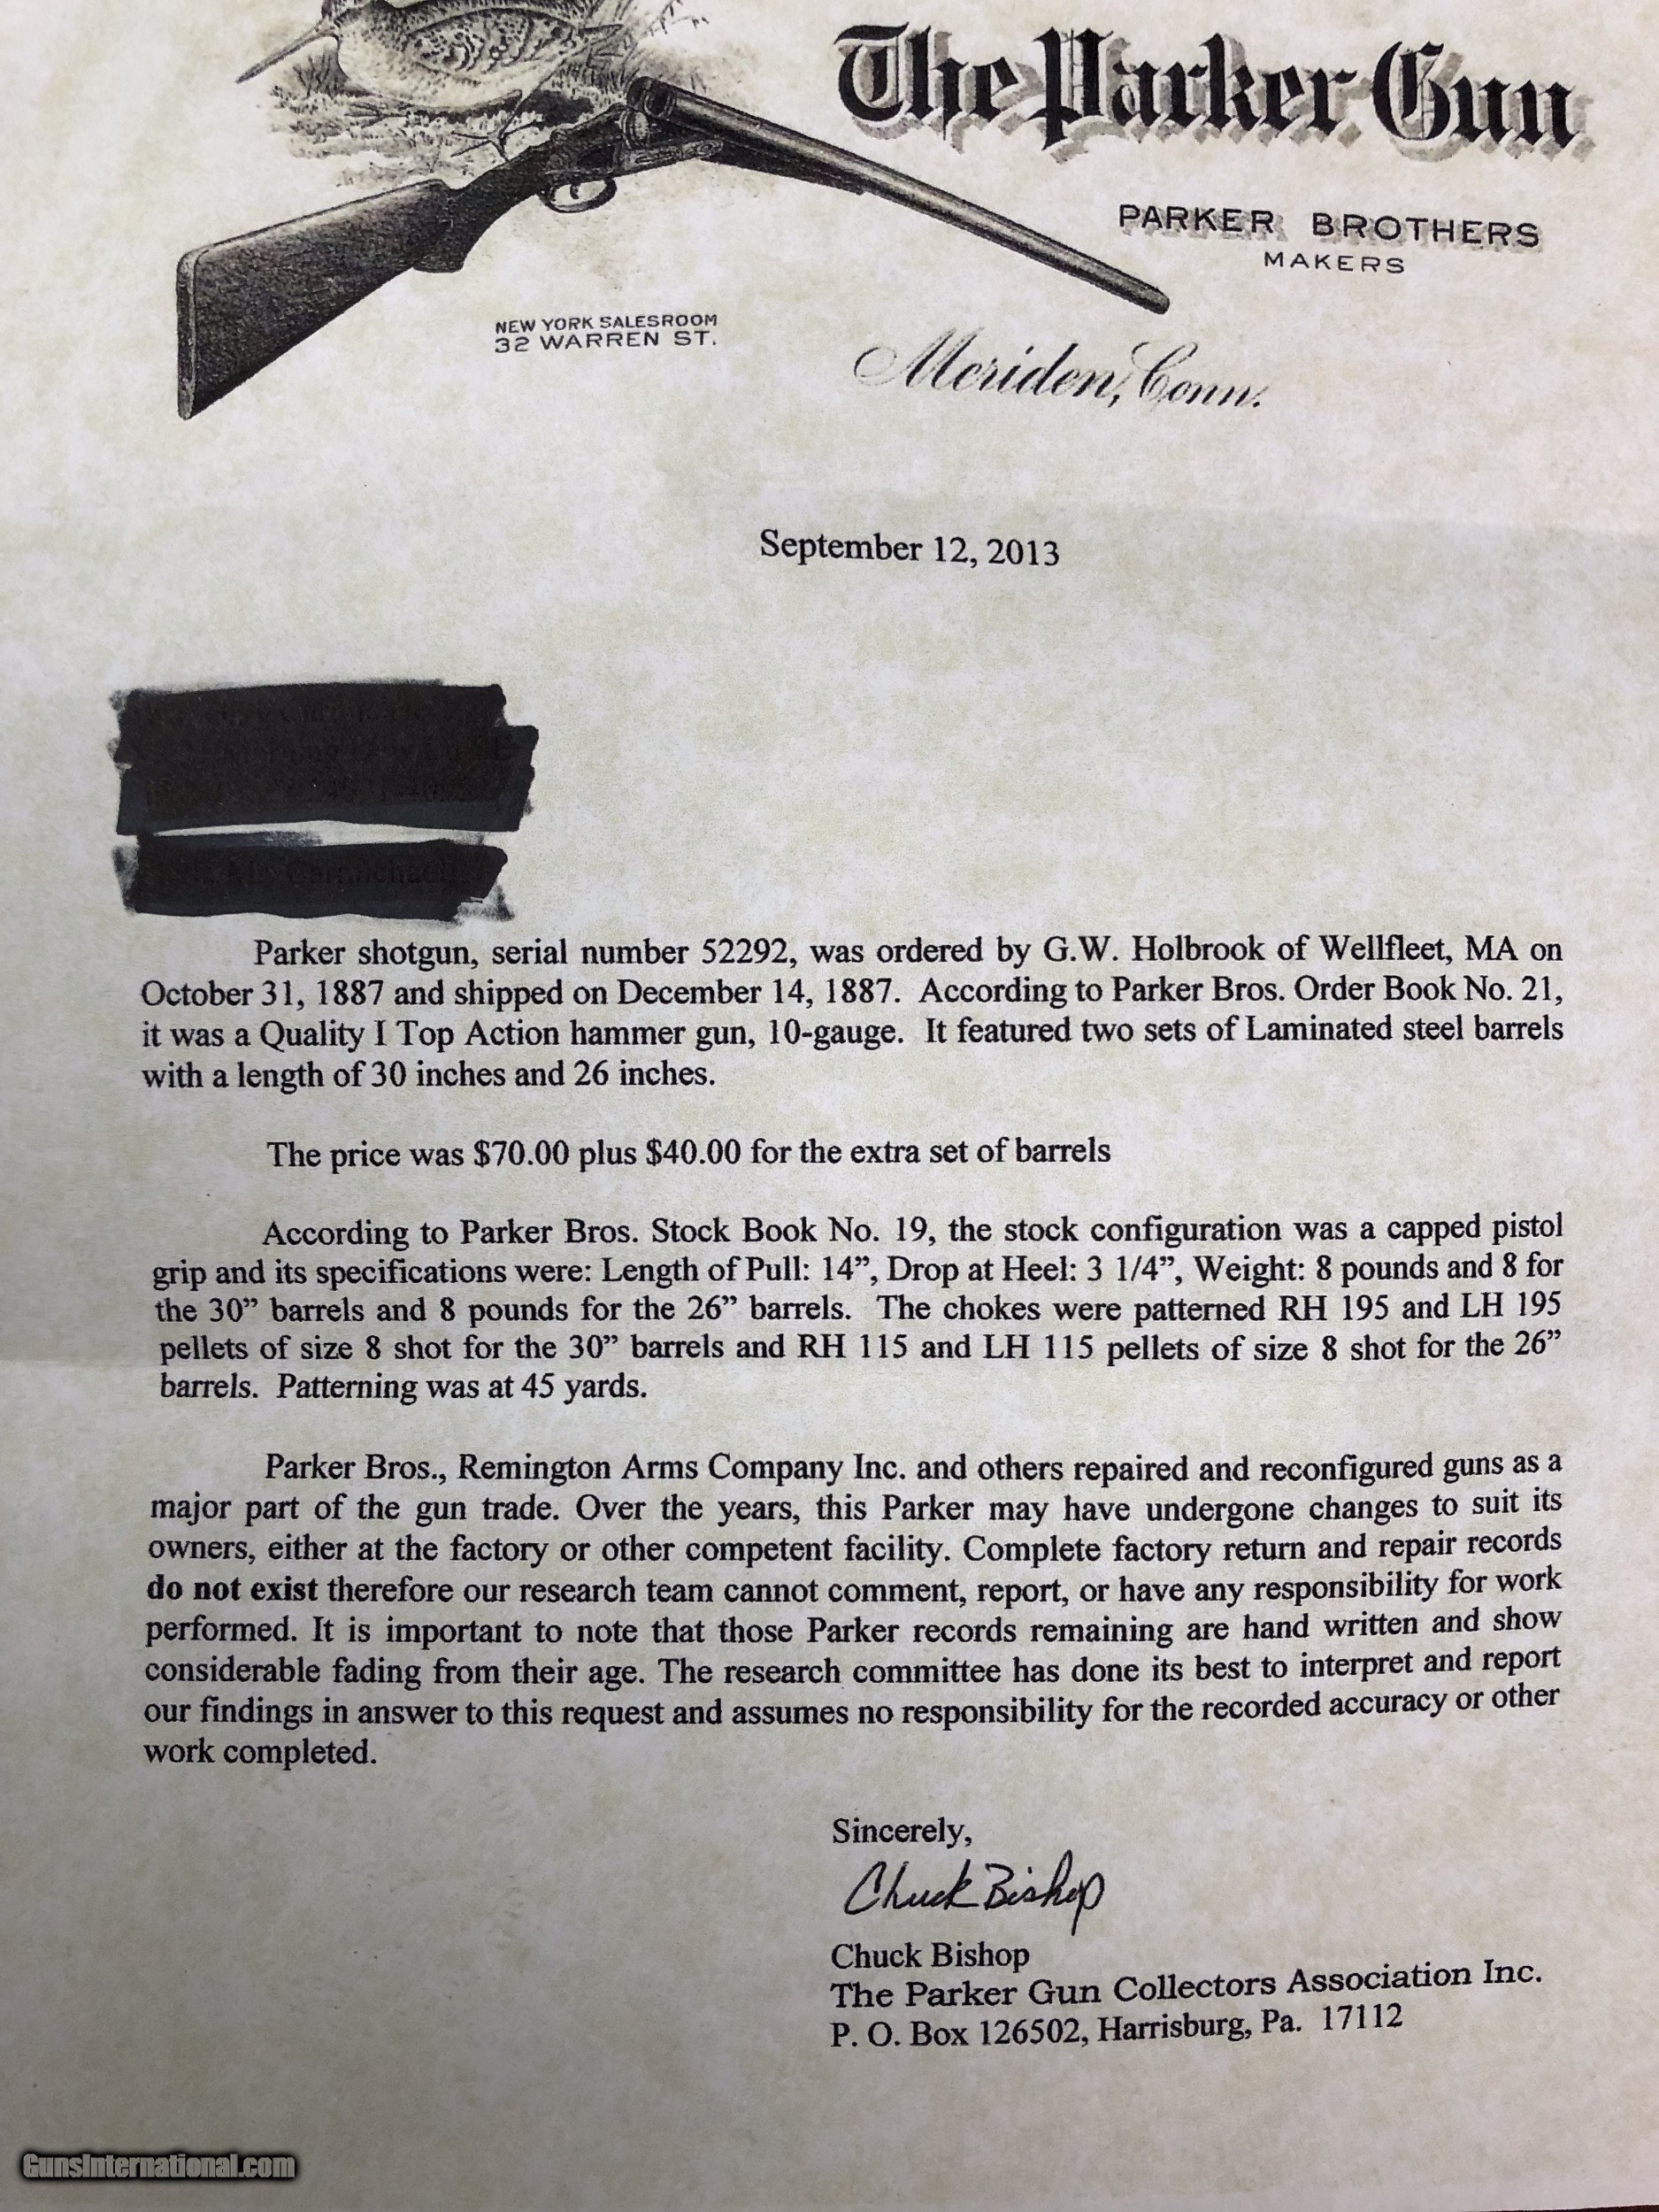 The Parker Gun
PARKER BROTHERS
MAKERS
NEW YORK SALESROOM
32 WARREN ST.
Meriden, Conn.
September 12, 2013
Parker shotgun, serial number 52292, was ordered by G.W. Holbrook of Wellfleet, MA on
October 31, 1887 and shipped on December 14, 1887.  According to Parker Bros. Order Book No. 21,
it was a Quality I Top Action hammer gun, 10-gauge.  It featured two sets of Laminated steel barrels
with a length of 30 inches and 26 inches.
The price was $70.00 plus $40.00 for the extra set of barrels
According to Parker Bros. Stock Book No. 19, the stock configuration was a capped pistol
grip and its specifications were: Length of Pull: 14”, Drop at Heel: 3 1/4”, Weight: 8 pounds and 8 for
the 30” barrels and 8 pounds for the 26” barrels.  The chokes were patterned RH 195 and LH 195
pellets of size 8 shot for the 30” barrels and RH 115 and LH 115 pellets of size 8 shot for the 26”
barrels.  Patterning was at 45 yards.
Parker Bros., Remington Arms Company Inc. and others repaired and reconfigured guns as a
major part of the gun trade. Over the years, this Parker may have undergone changes to suit its
owners, either at the factory or other competent facility. Complete factory return and repair records
do not exist therefore our research team cannot comment, report, or have any responsibility for work
performed. It is important to note that those Parker records remaining are hand written and show
considerable fading from their age. The research committee has done its best to interpret and report
our findings in answer to this request and assumes no responsibility for the recorded accuracy or other
work completed.
Sincerely,
Chuck Bishop
Chuck Bishop
The Parker Gun Collectors Association Inc.
P. O. Box 126502, Harrisburg, Pa.  17112
GunsInternational.com